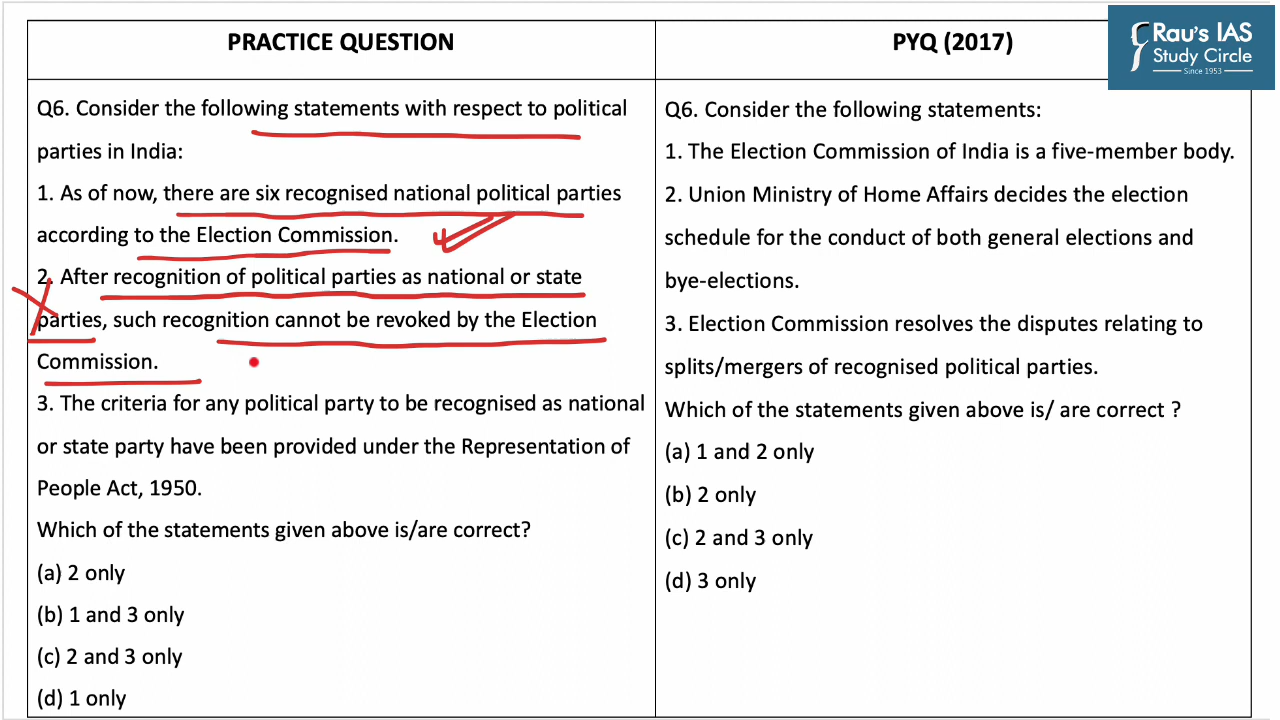 PRACTICE QUESTION
Q6. Consider the following statements with respect to political
parties in India:
1. As of now, there are six recognised national political parties
according to the Election Commission.
2. After recognition of political parties as national or state
parties, such recognition cannot be revoked by the Election
Commission.
3. The criteria for any political party to be recognised as national
or state party have been provided under the Representation of
People Act, 1950.
Which of the statements given above is/are correct?
(a) 2 only
(b) 1 and 3 only
(c) 2 and 3 only
(d) 1 only
PYQ (2017)
Q6. Consider the following statements:
1. The Election Commission of India is a five-member body.
2. Union Ministry of Home Affairs decides the election
schedule for the conduct of both general elections and
bye-elections.
3. Election Commission resolves the disputes relating to
splits/mergers of recognised political parties.
Which of the statements given above is/ are correct ?
(a) 1 and 2 only
(b) 2 only
(c) 2 and 3 only
(d) 3 only
Rau's IAS
Study Circle
Since 1953